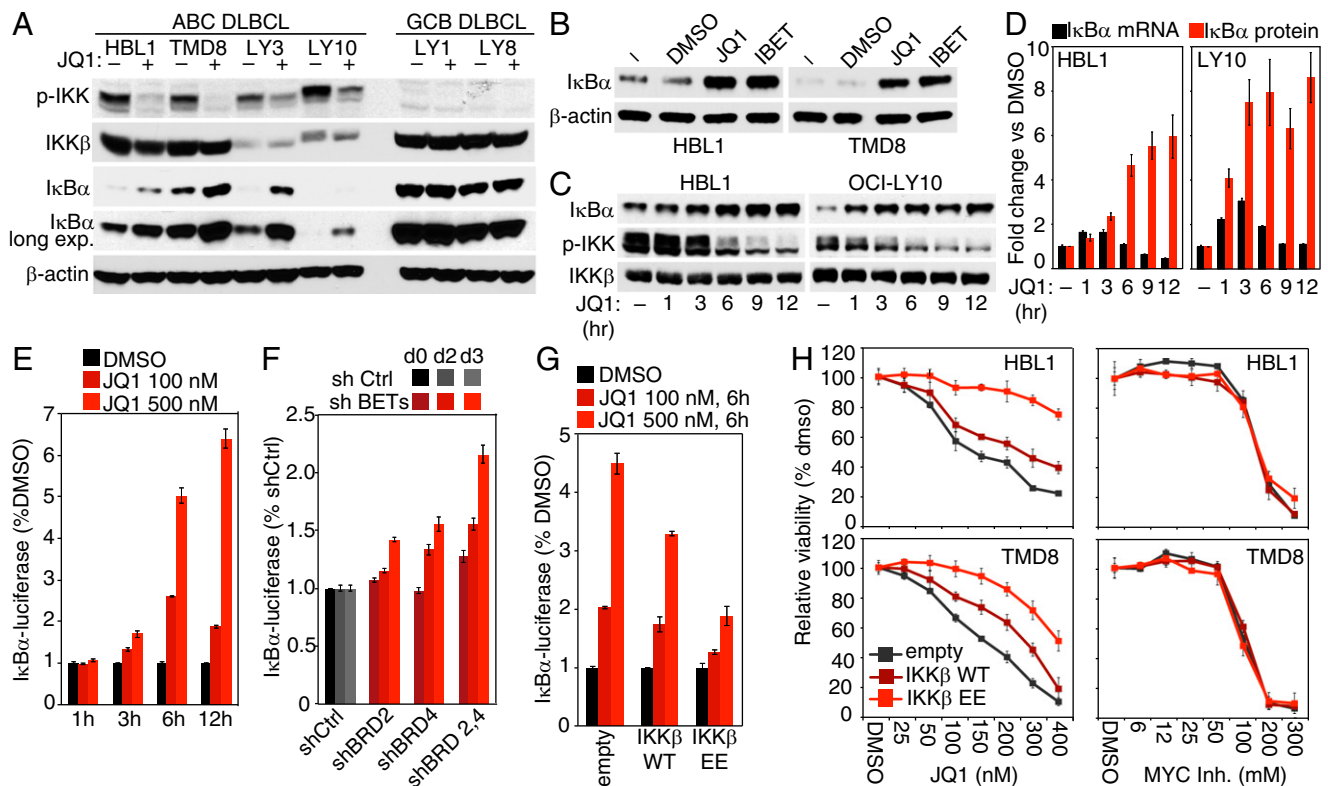 A
ABC DLBCL
GCB DLBCL
HBL1 TMD8 LY3 LY10 LY1 LY8
JQ1: – + – + – + – + – + – +
p-IKK
IKKβ
IκBα
IκBα
long exp.
β-actin
B
– DMSO JQ1 IBET – DMSO JQ1 IBET
IκBα
β-actin
HBL1 TMD8
C
HBL1 OCI-LY10
IκBα
p-IKK
IKKβ
JQ1: – 1 3 6 9 12 – 1 3 6 9 12
(hr)
D
IκBα mRNA IκBα protein
HBL1 LY10
Fold change vs DMSO
10
8
6
4
2
0
JQ1: – 1 3 6 9 12 – 1 3 6 9 12
(hr)
E
DMSO
JQ1 100 nM
JQ1 500 nM
IκBα-luciferase (%DMSO)
7
6
5
4
3
2
1
0
1h 3h 6h 12h
F
d0 d2 d3
sh Ctrl
sh BETs
IκBα-luciferase (% shCtrl)
2.5
2.0
1.5
1.0
0.5
0
shCtrl shBRD2 shBRD4 shBRD 2,4
G
DMSO
JQ1 100 nM, 6h
JQ1 500 nM, 6h
IκBα-luciferase (% DMSO)
5
4
3
2
1
0
empty IKKβ WT IKKβ EE
H
Relative viability (% dmso)
120
100
80
60
40
20
0
HBL1 HBL1
120
100
80
60
40
20
0
TMD8 TMD8
empty
IKKβ WT
IKKβ EE
DMSO 25 50 100 150 200 300 400
JQ1 (nM)
DMSO 6 12 25 50 100 200 300
MYC Inh. (mM)